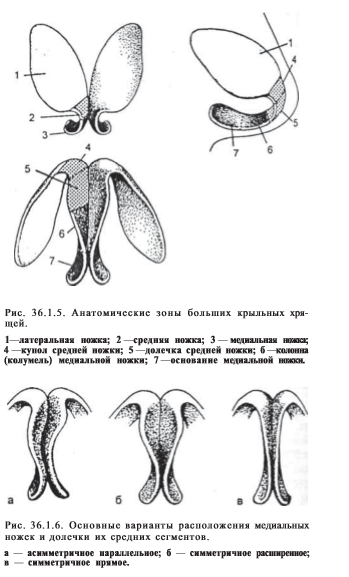 1
2
3
1
4
5
6
7
4
5
6
7
Рис. 36.1.5. Анатомические зоны больших крыльных хря-
щей.
1—латеральная ножка; 2—средняя ножка; 3—медиальная ножка;
4—купол средней ножки; 5—долечка средней ножки; 6—колонна
(колумель) медиальной ножки; 7—основание медиальной ножки.
а
б
в
Рис. 36.1.6. Основные варианты расположения медиальных
ножек и долечки их средних сегментов.
а — асимметричное параллельное; б — симметричное расширенное;
в — симметричное прямое.